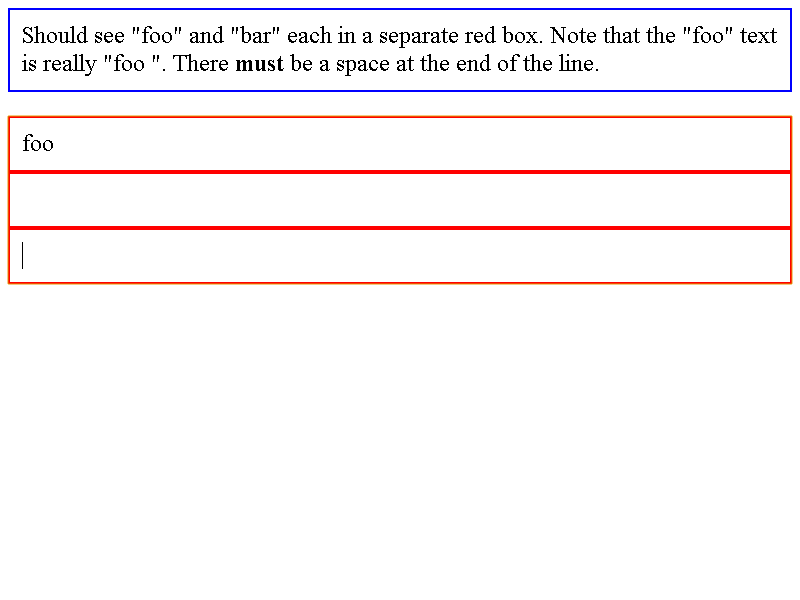 Should see "foo" and "bar" each in a separate red box. Note that the "foo" text
is really "foo ". There must be a space at the end of the line.
foo